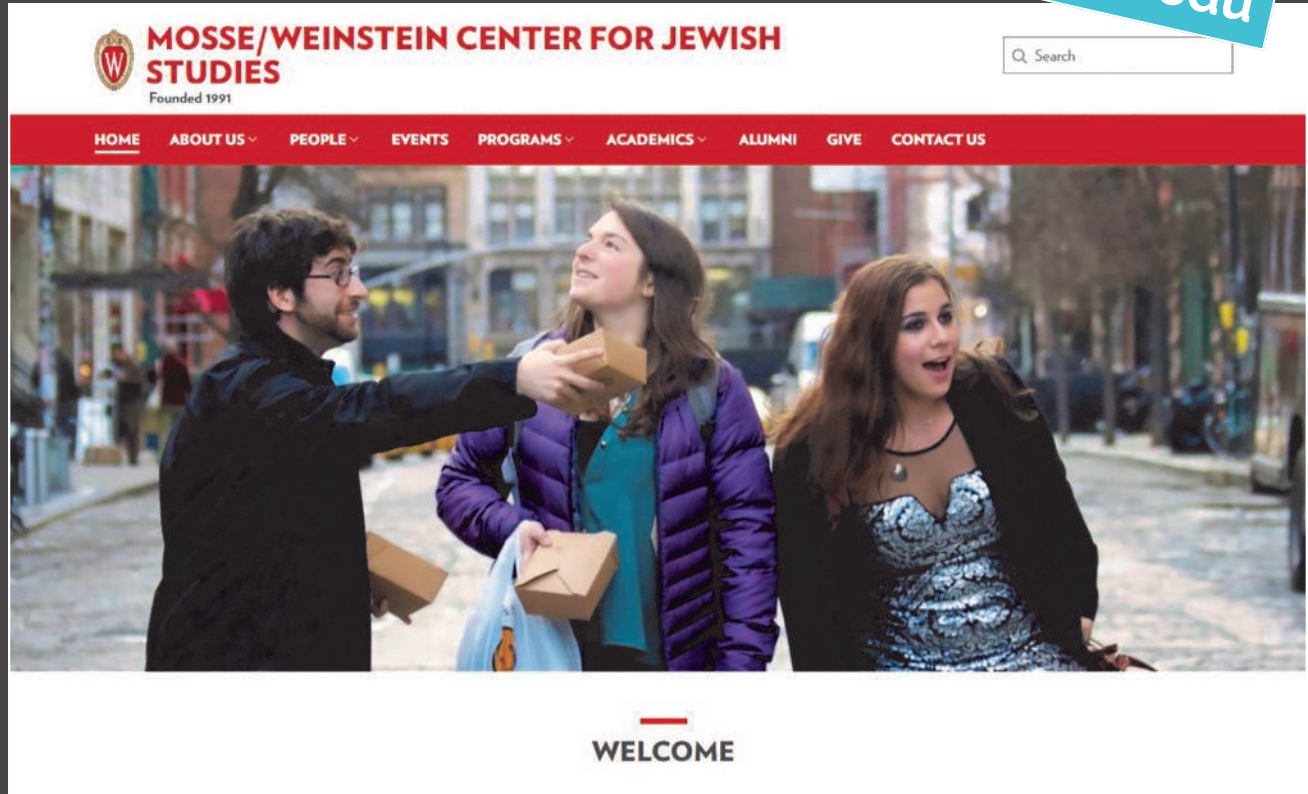 edu
MOSSE/WEINSTEIN CENTER FOR JEWISH
STUDIES
Founded 1991
W
Search
HOME ABOUT US PEOPLE EVENTS PROGRAMS ACADEMICS ALUMNI GIVE CONTACT US
WELCOME